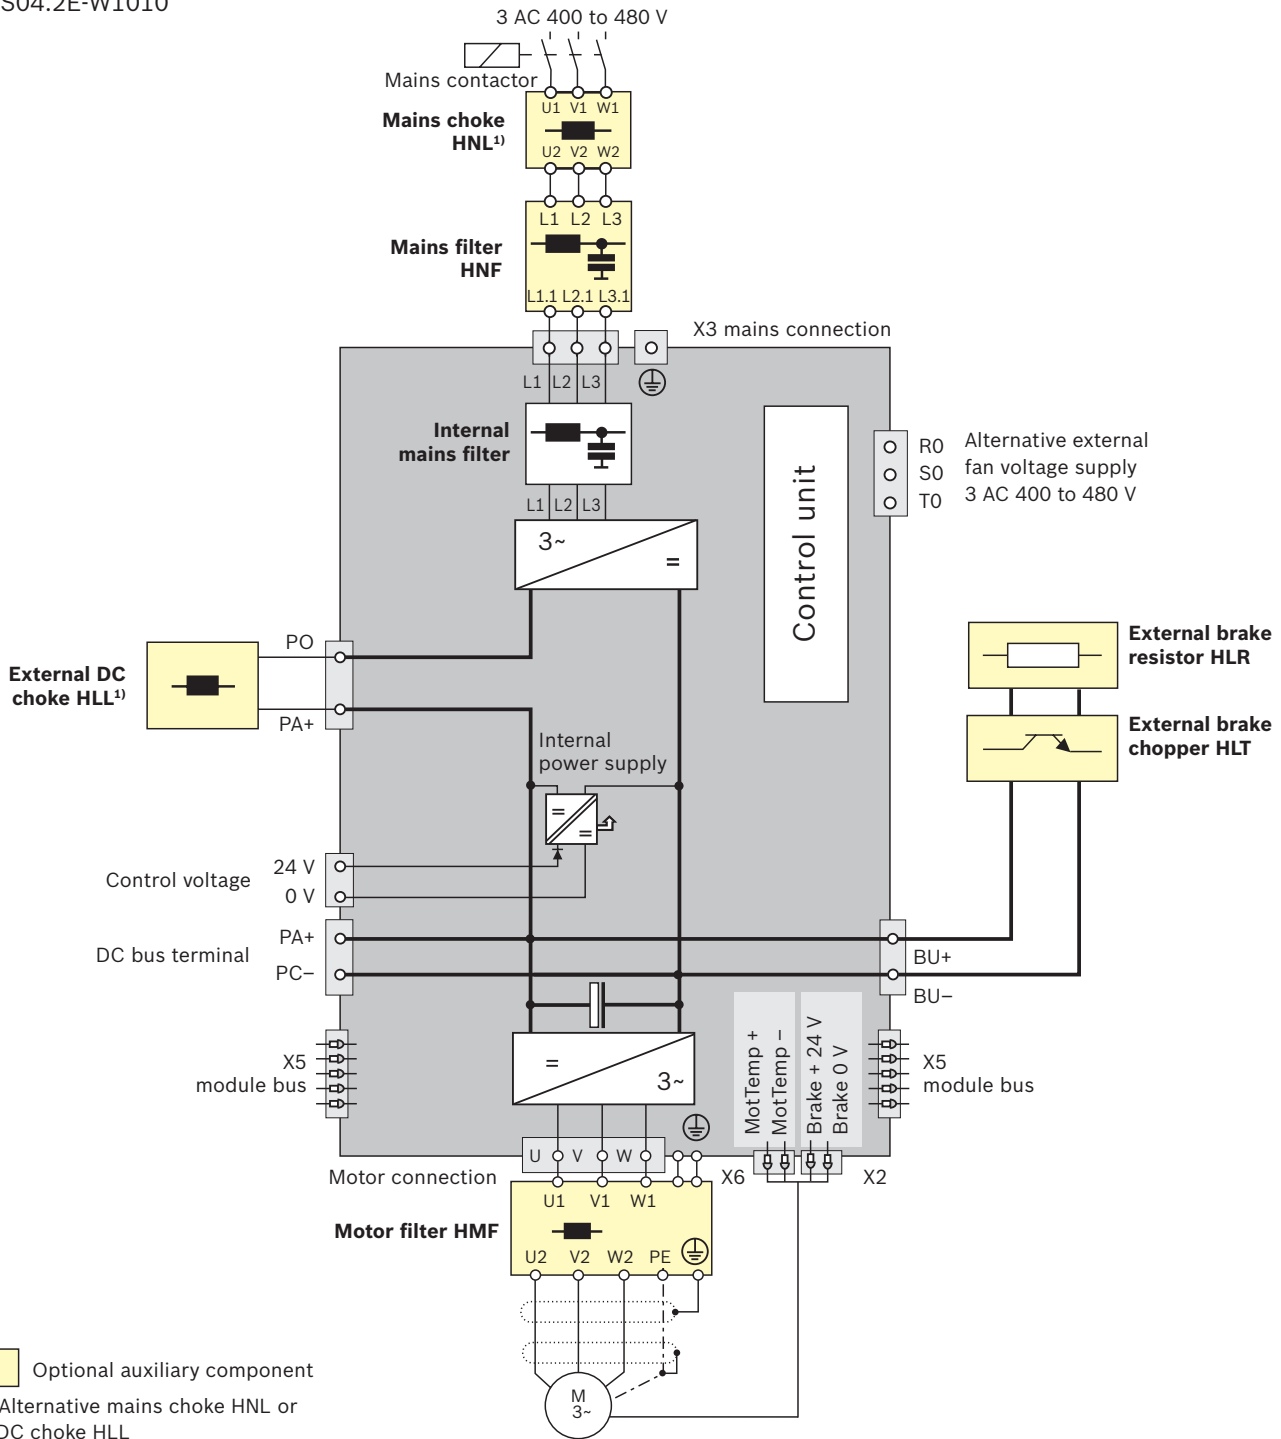 S04.2E-W1010
3 AC 400 to 480 V
Mains contactor
U1 V1 W1
Mains choke
HNL¹⁾
U2 V2 W2
L1 L2 L3
Mains filter
HNF
L1.1 L2.1 L3.1
X3 mains connection
L1 L2 L3
Internal
mains filter
L1 L2 L3
3~
=
Control unit
R0
S0
T0
Alternative external
fan voltage supply
3 AC 400 to 480 V
PO
External DC
choke HLL¹⁾
PA+
External brake
resistor HLR
External brake
chopper HLT
Internal
power supply
=
=
Control voltage
24 V
0 V
DC bus terminal
PA+
PC–
BU+
BU–
X5
module bus
=
3~
MotTemp +
MotTemp –
Brake + 24 V
Brake 0 V
X5
module bus
U V W
Motor connection
X6
X2
U1 V1 W1
Motor filter HMF
U2 V2 W2 PE
M
3~
Optional auxiliary component
Alternative mains choke HNL or
DC choke HLL